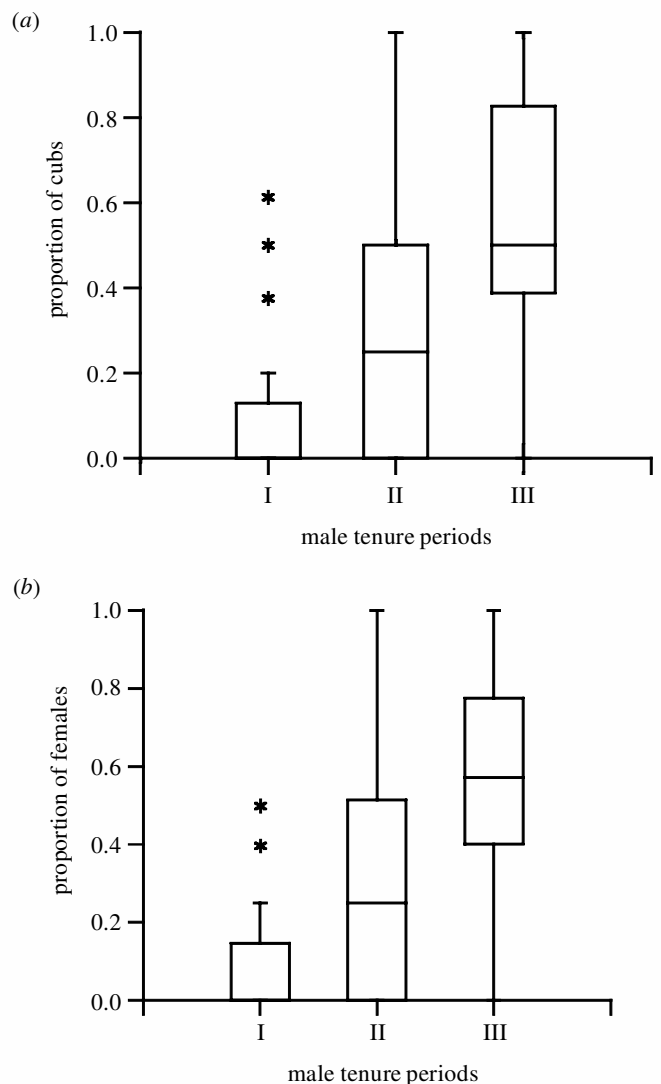 (a)
1.0
0.8
0.6
0.4
0.2
0.0
proportion of cubs
I II III
male tenure periods
(b)
1.0
0.8
0.6
0.4
0.2
0.0
proportion of females
I II III
male tenure periods